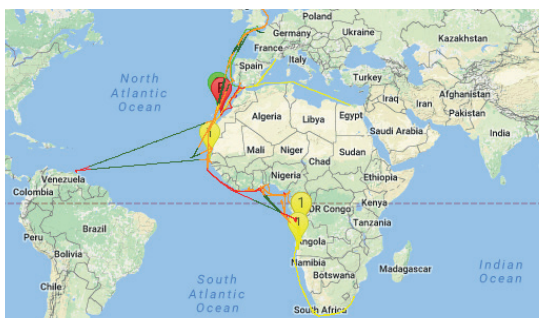 Poland
Germany
Ukraine
Kazakhstan
France
Italy
Spain
North
Atlantic
Ocean
Turkey
Afghanistan
Iraq
Iran
Pakistan
Algeria
Libya
Egypt
Saudi Arabia
India
Mali
Niger
Sudan
Chad
Venezuela
Nigeria
Ethiopia
Colombia
1
DR Congo
Kenya
Tanzania
Peru
Brazil
1
Angola
Bolivia
Namibia
Botswana
Madagascar
Chile
South
Atlantic
Ocean
Indian
Ocean
South Africa